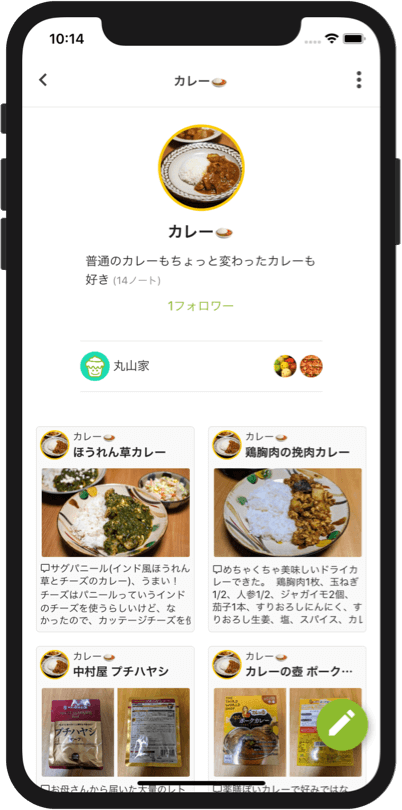 10:14
カレー🍛
カレー🍛
普通のカレーもちょっと変わったカレーも
好き (14ノート)
1フォロワー
丸山家
カレー🍛
ほうれん草カレー
サグパニール(インド風ほうれん
草とチーズのカレー)、うまい！
チーズはパニールっていうインド
のチーズを使うらしいけど、な
かったので、カッテージチーズを使
カレー🍛
鶏胸肉の挽肉カレー
めちゃくちゃ美味しいドライカ
レーできた。 鶏胸肉1枚、玉ねぎ
1/2、人参1/2、ジャガイモ2個、
茄子1本、すりおろしにんにく、す
りおろし生姜、塩、スパイス、カレ
カレー🍛
中村屋 プチハヤシ
プチハヤシ
お母さんから届いた大量のレト
カレー🍛
カレーの壺 ポーク…
ポークカレー
薬膳ぽいカレーで好みではな